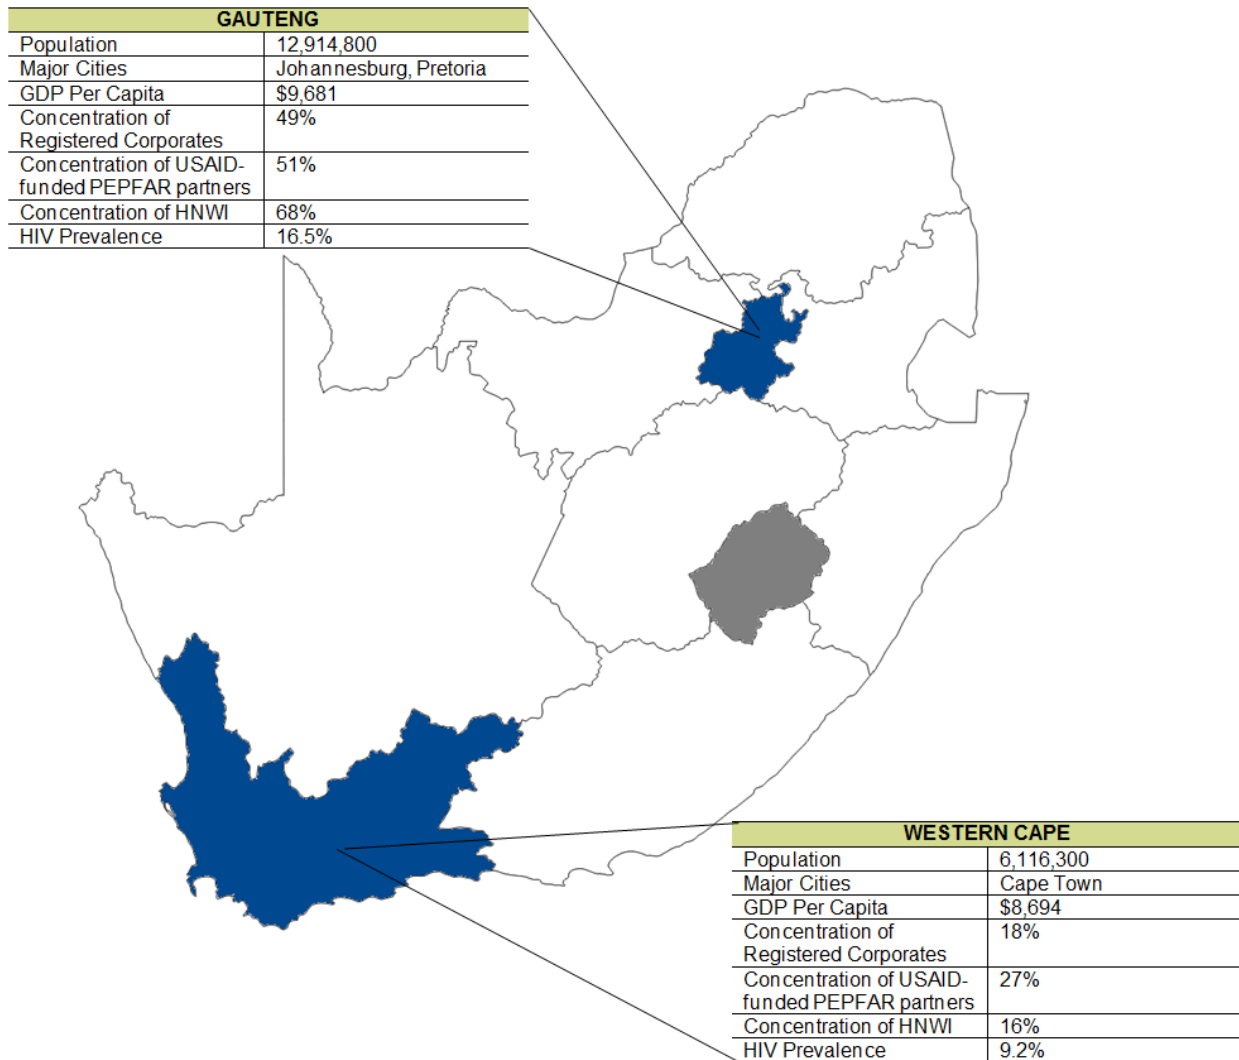 GAUTENG
Population 12,914,800
Major Cities Johannesburg, Pretoria
GDP Per Capita $9,681
Concentration of 49%
Registered Corporates
Concentration of USAID- 51%
funded PEPFAR partners
Concentration of HNWI 68%
HIV Prevalence 16.5%
WESTERN CAPE
Population 6,116,300
Major Cities Cape Town
GDP Per Capita $8,694
Concentration of 18%
Registered Corporates
Concentration of USAID- 27%
funded PEPFAR partners
Concentration of HNWI 16%
HIV Prevalence 9.2%